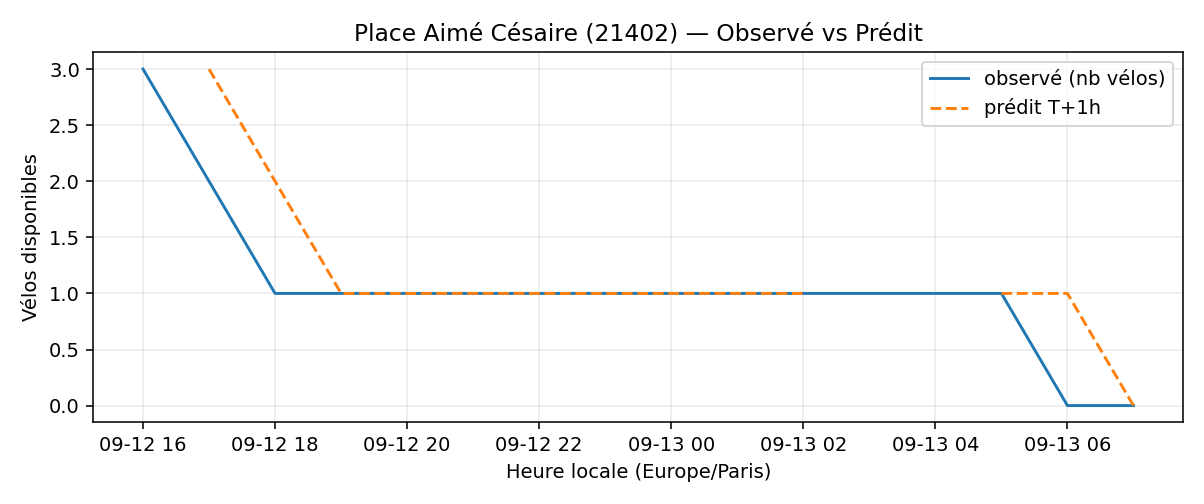 Place Aimé Césaire (21402) — Observé vs Prédit
observé (nb vélos)
prédit T+1h
Vélos disponibles
3.0
2.5
2.0
1.5
1.0
0.5
0.0
09-12 16 09-12 18 09-12 20 09-12 22 09-13 00 09-13 02 09-13 04 09-13 06
Heure locale (Europe/Paris)